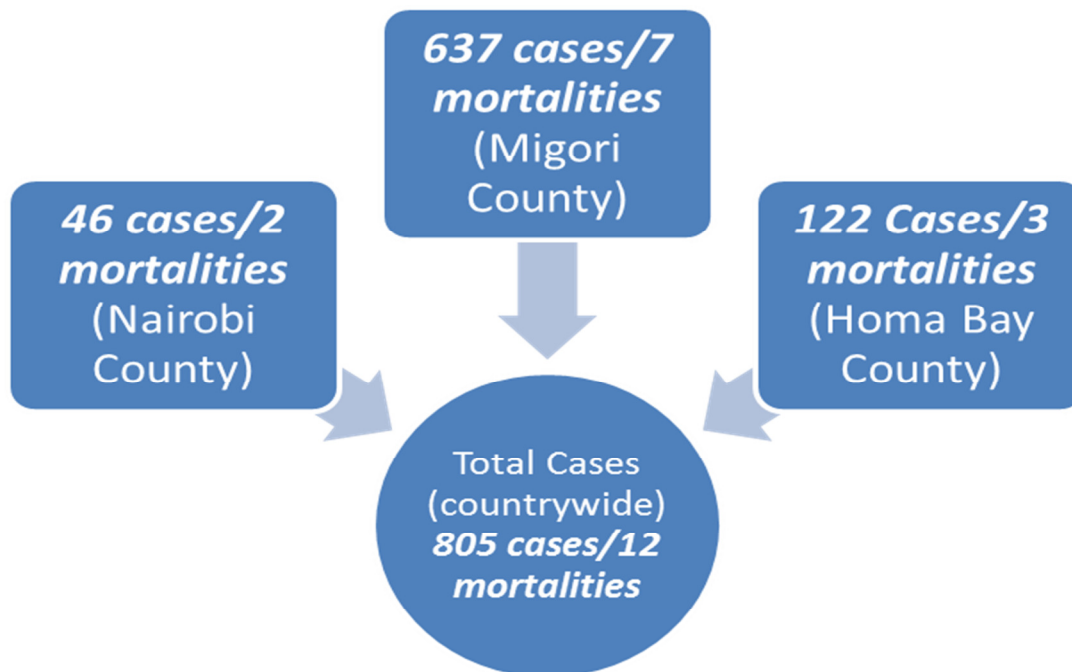 637 cases/7
mortalities
(Migori
County)
46 cases/2
mortalities
(Nairobi
County)
122 Cases/3
mortalities
(Homa Bay
County)
Total Cases
(countrywide)
805 cases/12
mortalities